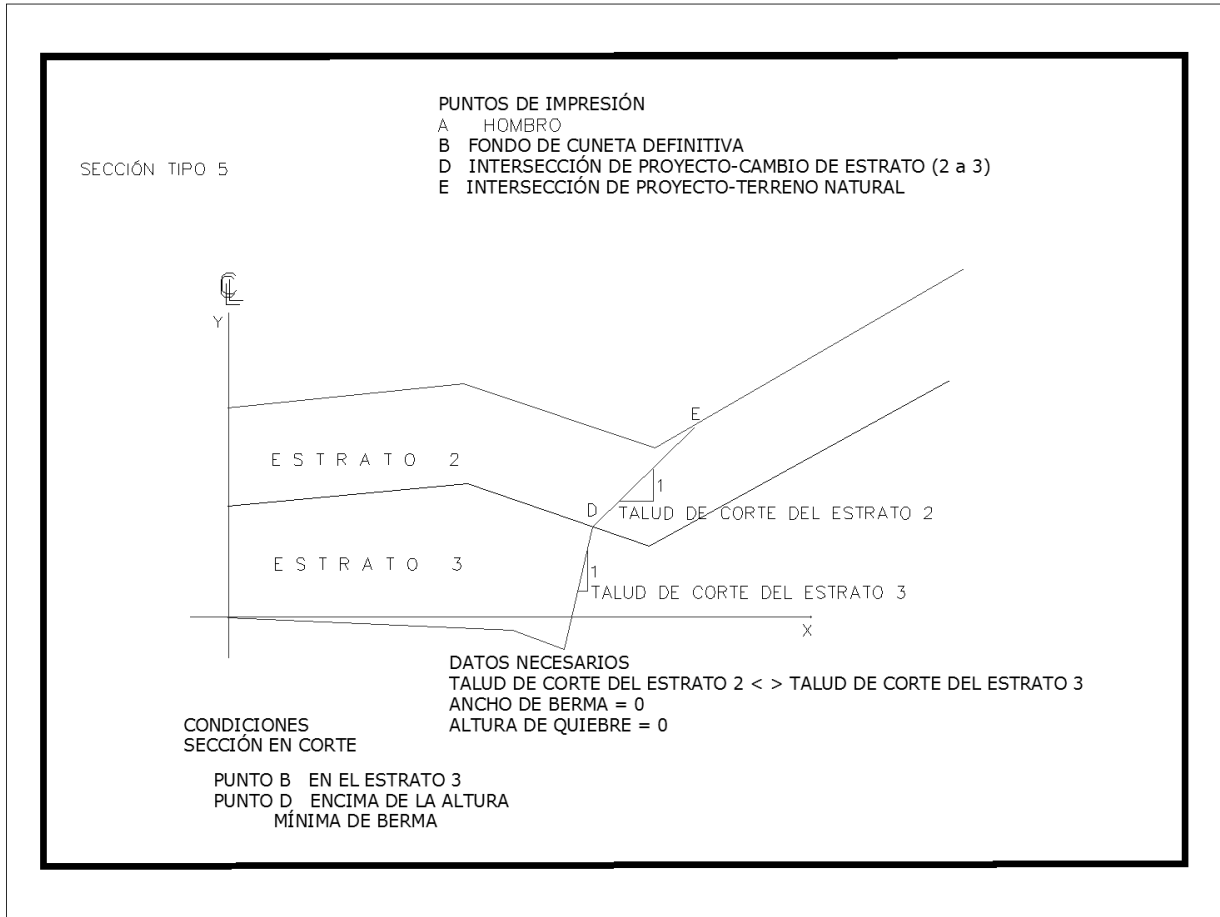 PUNTOS DE IMPRESIÓN
A HOMBRO
B FONDO DE CUNETA DEFINITIVA
D INTERSECCIÓN DE PROYECTO-CAMBIO DE ESTRATO (2 a 3)
E INTERSECCIÓN DE PROYECTO-TERRENO NATURAL
SECCIÓN TIPO 5
CL
Y
E
ESTRATO 2
1
D
TALUD DE CORTE DEL ESTRATO 2
ESTRATO 3
1
TALUD DE CORTE DEL ESTRATO 3
X
DATOS NECESARIOS
TALUD DE CORTE DEL ESTRATO 2 < > TALUD DE CORTE DEL ESTRATO 3
ANCHO DE BERMA = 0
ALTURA DE QUIEBRE = 0
CONDICIONES
SECCIÓN EN CORTE
PUNTO B EN EL ESTRATO 3
PUNTO D ENCIMA DE LA ALTURA
MÍNIMA DE BERMA